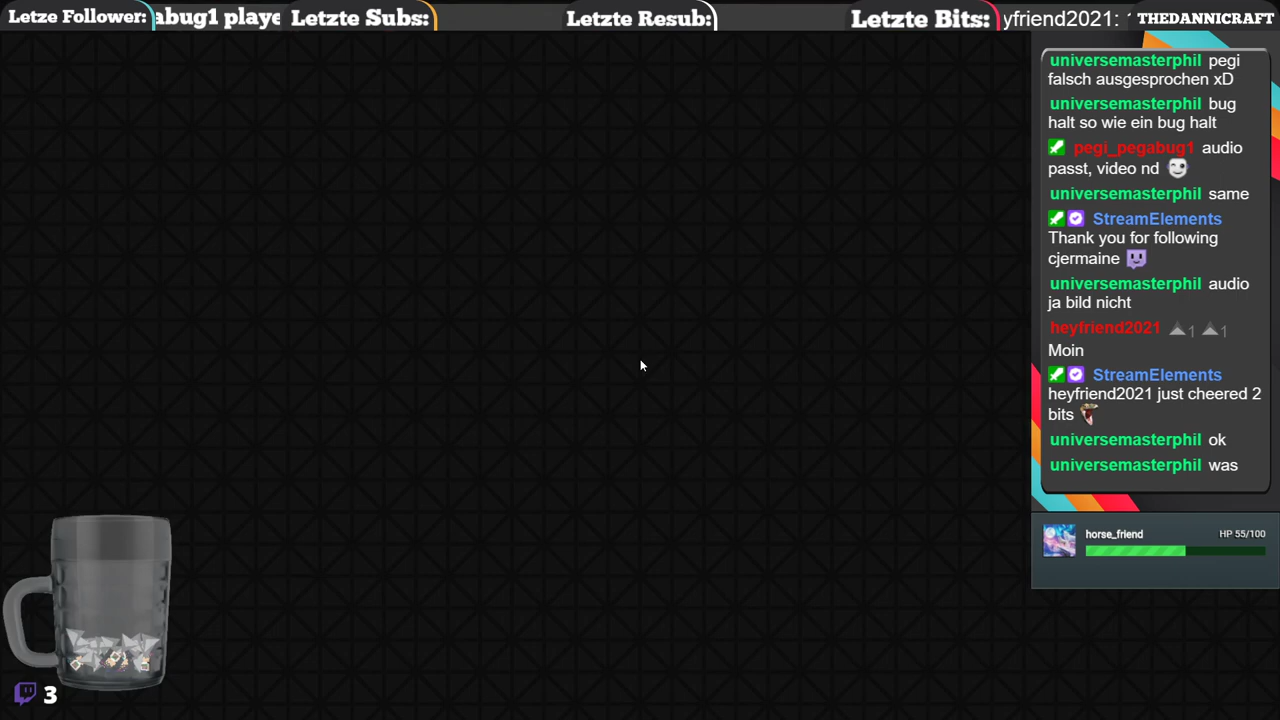 Letze Follower: abug1 playe Letzte Subs: Letzte Resub: Letzte Bits: yfriend2021: THEDANNICRAFT
universemasterphil pegi
falsch ausgesprochen xD
universemasterphil bug
halt so wie ein bug halt
pegi_pegabug1 audio
passt, video nd
universemasterphil same
StreamElements
Thank you for following
cjermaine
universemasterphil audio
ja bild nicht
heyfriend2021 1 1
Moin
StreamElements
heyfriend2021 just cheered 2
bits
universemasterphil ok
universemasterphil was
horse_friend HP 55/100
3